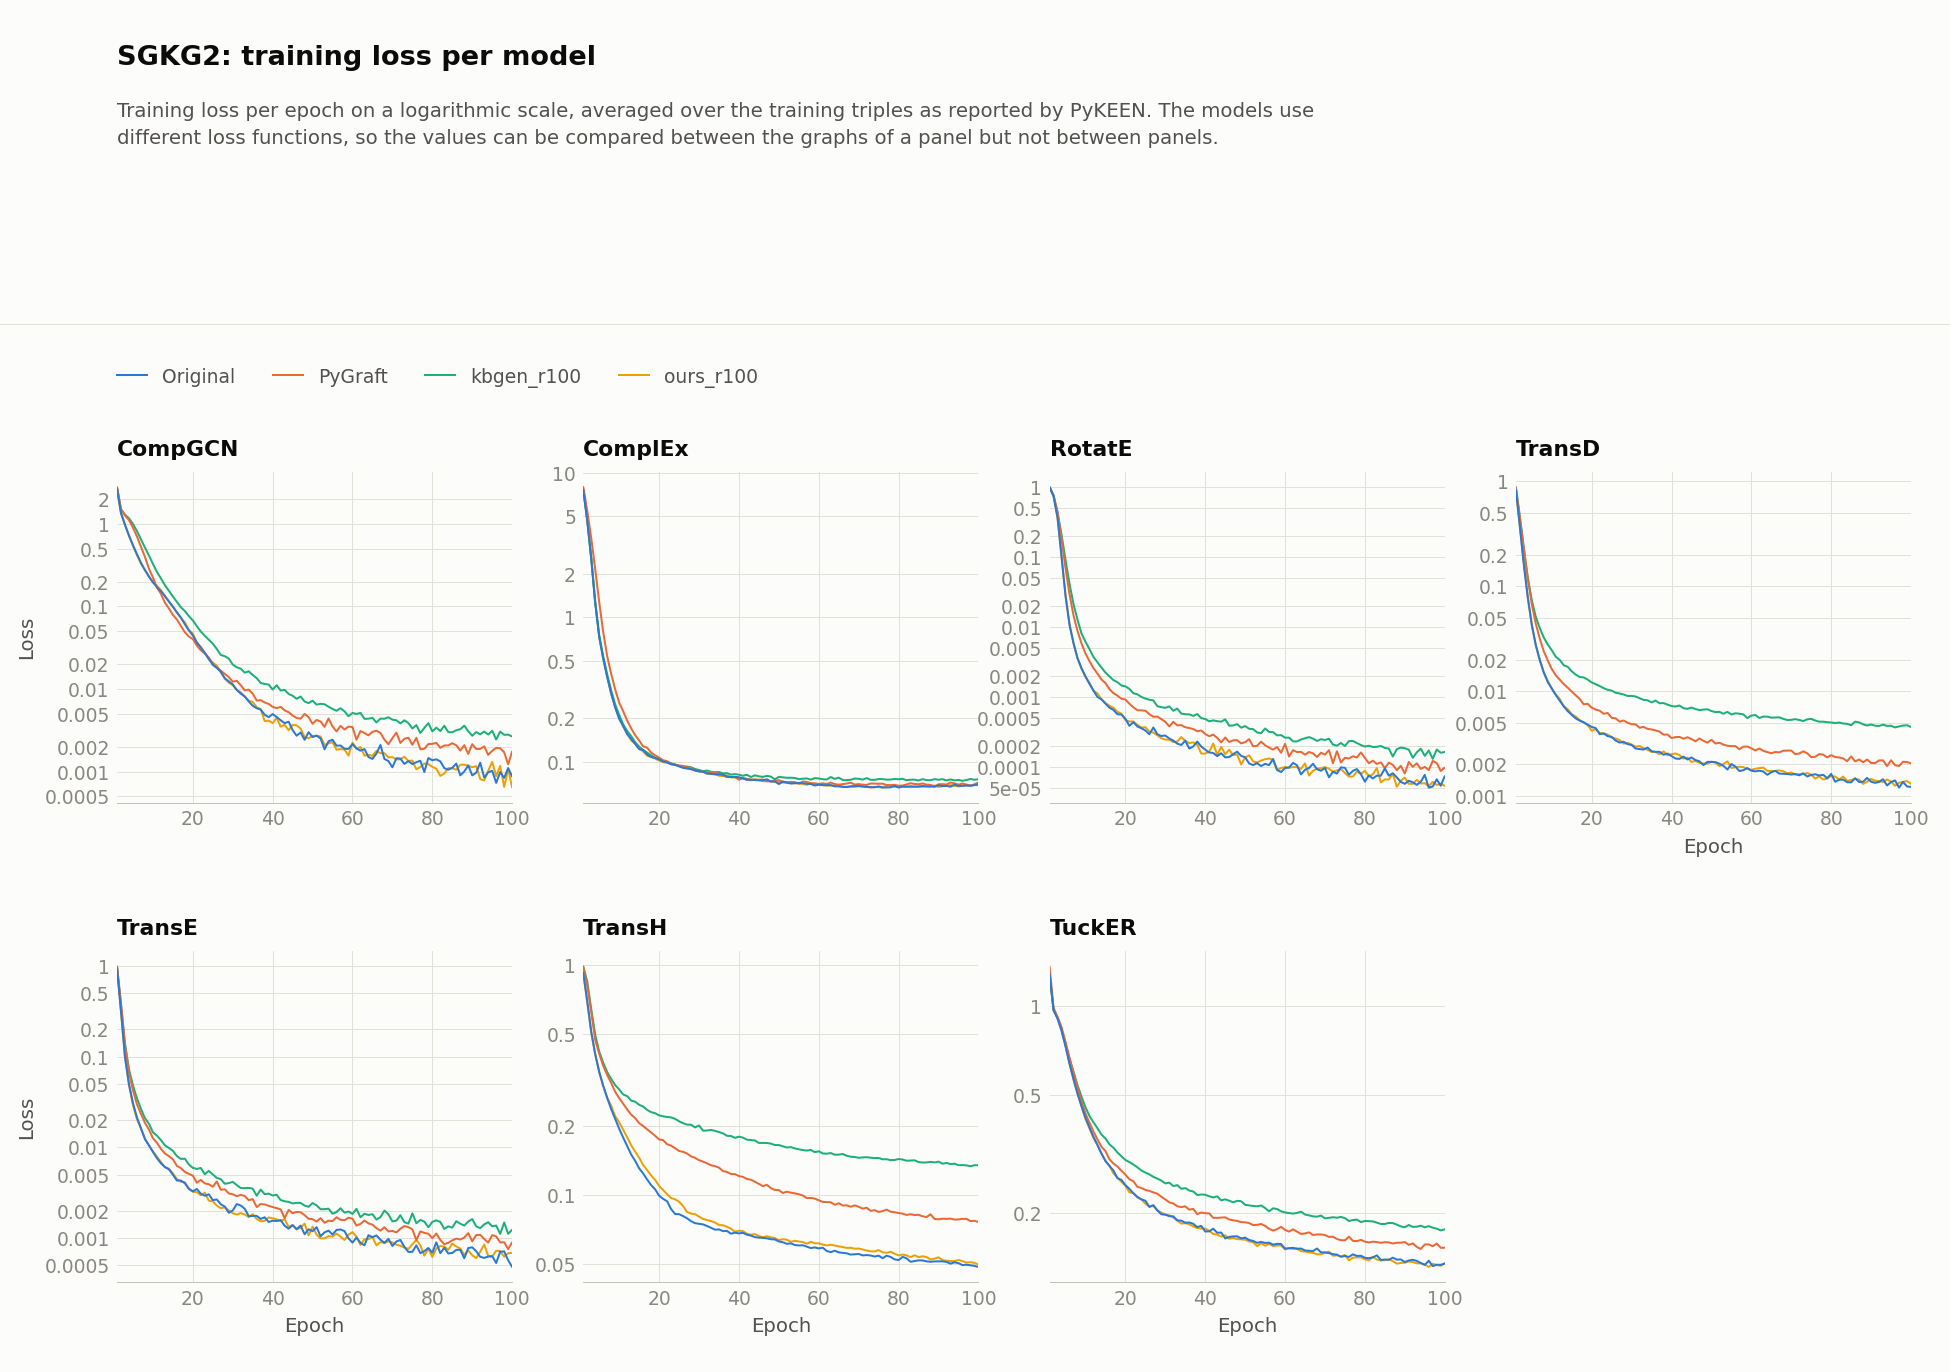 SGKG2: training loss per model
Training loss per epoch on a logarithmic scale, averaged over the training triples as reported by PyKEEN. The models use
different loss functions, so the values can be compared between the graphs of a panel but not between panels.
Original PyGraft kbgen_r100 ours_r100
CompGCN
Loss
2
1
0.5
0.2
0.1
0.05
0.02
0.01
0.005
0.002
0.001
0.0005
20 40 60 80 100
ComplEx
10
5
2
1
0.5
0.2
0.1
20 40 60 80 100
RotatE
1
0.5
0.2
0.1
0.05
0.02
0.01
0.005
0.002
0.001
0.0005
0.0002
0.0001
5e-05
20 40 60 80 100
TransD
1
0.5
0.2
0.1
0.05
0.02
0.01
0.005
0.002
0.001
20 40 60 80 100
Epoch
TransE
Loss
1
0.5
0.2
0.1
0.05
0.02
0.01
0.005
0.002
0.001
0.0005
20 40 60 80 100
Epoch
TransH
1
0.5
0.2
0.1
0.05
20 40 60 80 100
Epoch
TuckER
1
0.5
0.2
20 40 60 80 100
Epoch